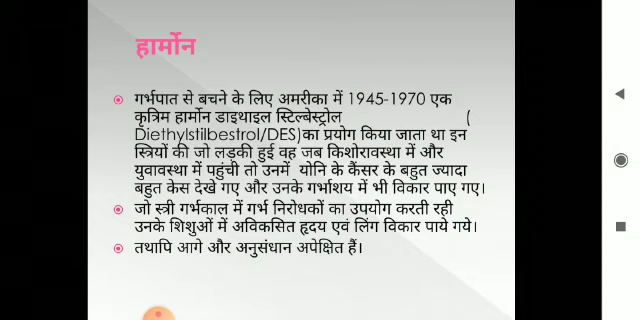 हार्मोन
गर्भपात से बचने के लिए अमरीका में 1945-1970 एक
कृत्रिम हार्मोन डाइथाइल स्टिल्बेस्ट्रोल (
Diethylstilbestrol/DES)का प्रयोग किया जाता था इन
स्त्रियों की जो लड़की हुई वह जब किशोरावस्था में और
युवावस्था में पहुंची तो उनमें योनि के कैंसर के बहुत ज्यादा
बहुत केस देखे गए और उनके गर्भाशय में भी विकार पाए गए।
जो स्त्री गर्भकाल में गर्भ निरोधकों का उपयोग करती रही
उनके शिशुओं में अविकसित हृदय एवं लिंग विकार पाये गये।
तथापि आगे और अनुसंधान अपेक्षित हैं।